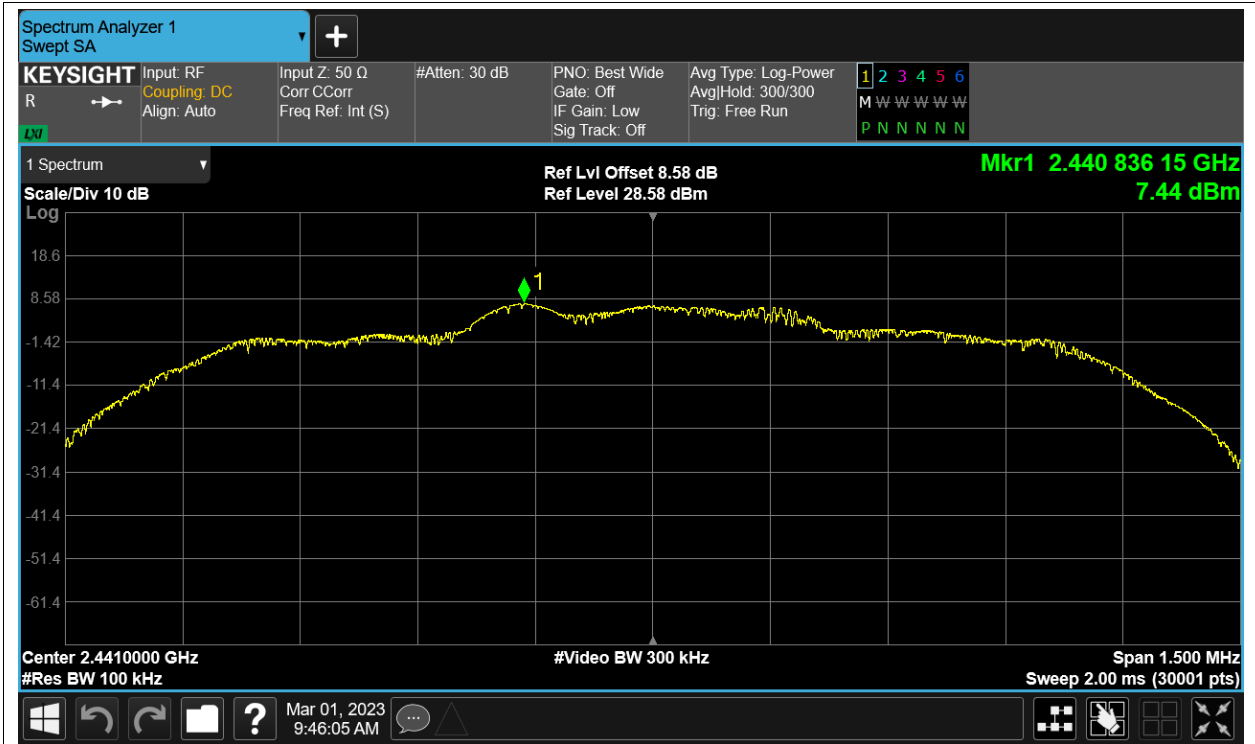 Spectrum Analyzer 1
Swept SA
KEYSIGHT
R
LXI
Input: RF
Coupling: DC
Align: Auto
Input Z: 50 Ω
Corr CCorr
Freq Ref: Int (S)
#Atten: 30 dB
PNO: Best Wide
Gate: Off
IF Gain: Low
Sig Track: Off
Avg Type: Log-Power
Avg|Hold: 300/300
Trig: Free Run
1 2 3 4 5 6
M W W W W W
P N N N N N
1 Spectrum
Scale/Div 10 dB
Log
Ref Lvl Offset 8.58 dB
Ref Level 28.58 dBm
Mkr1 2.440 836 15 GHz
7.44 dBm
18.6
8.58
-1.42
-11.4
-21.4
-31.4
-41.4
-51.4
-61.4
1
Center 2.4410000 GHz
#Video BW 300 kHz
Span 1.500 MHz
#Res BW 100 kHz
Sweep 2.00 ms (30001 pts)
?
Mar 01, 2023
9:46:05 AM